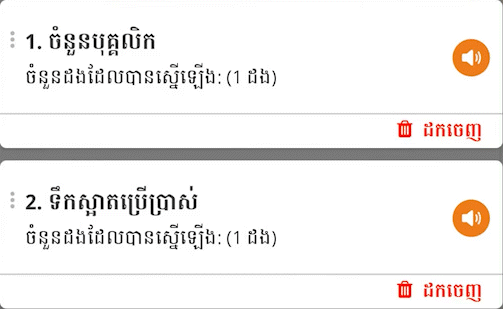 1. ចំនួនបុគ្គលិក
ចំនួនដងដែលបានស្នើឡើង: (1 ដង)
ដកចេញ
2. ទឹកស្អាតប្រើប្រាស់
ចំនួនដងដែលបានស្នើឡើង: (1 ដង)
ដកចេញ